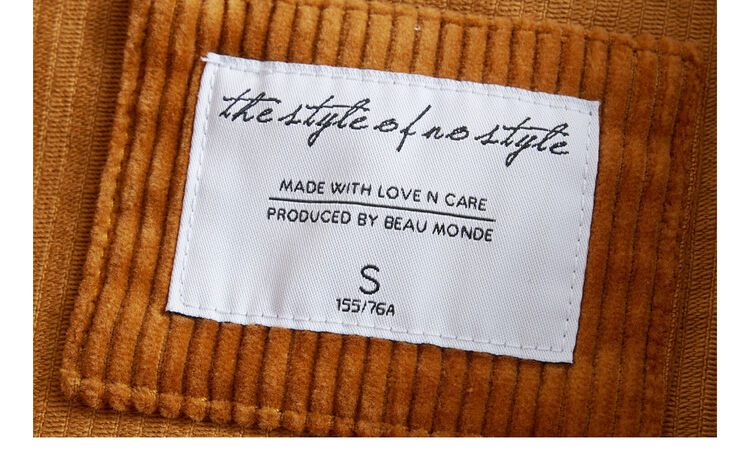 the style of no style
MADE WITH LOVE N CARE
PRODUCED BY BEAU MONDE
S
155/76A